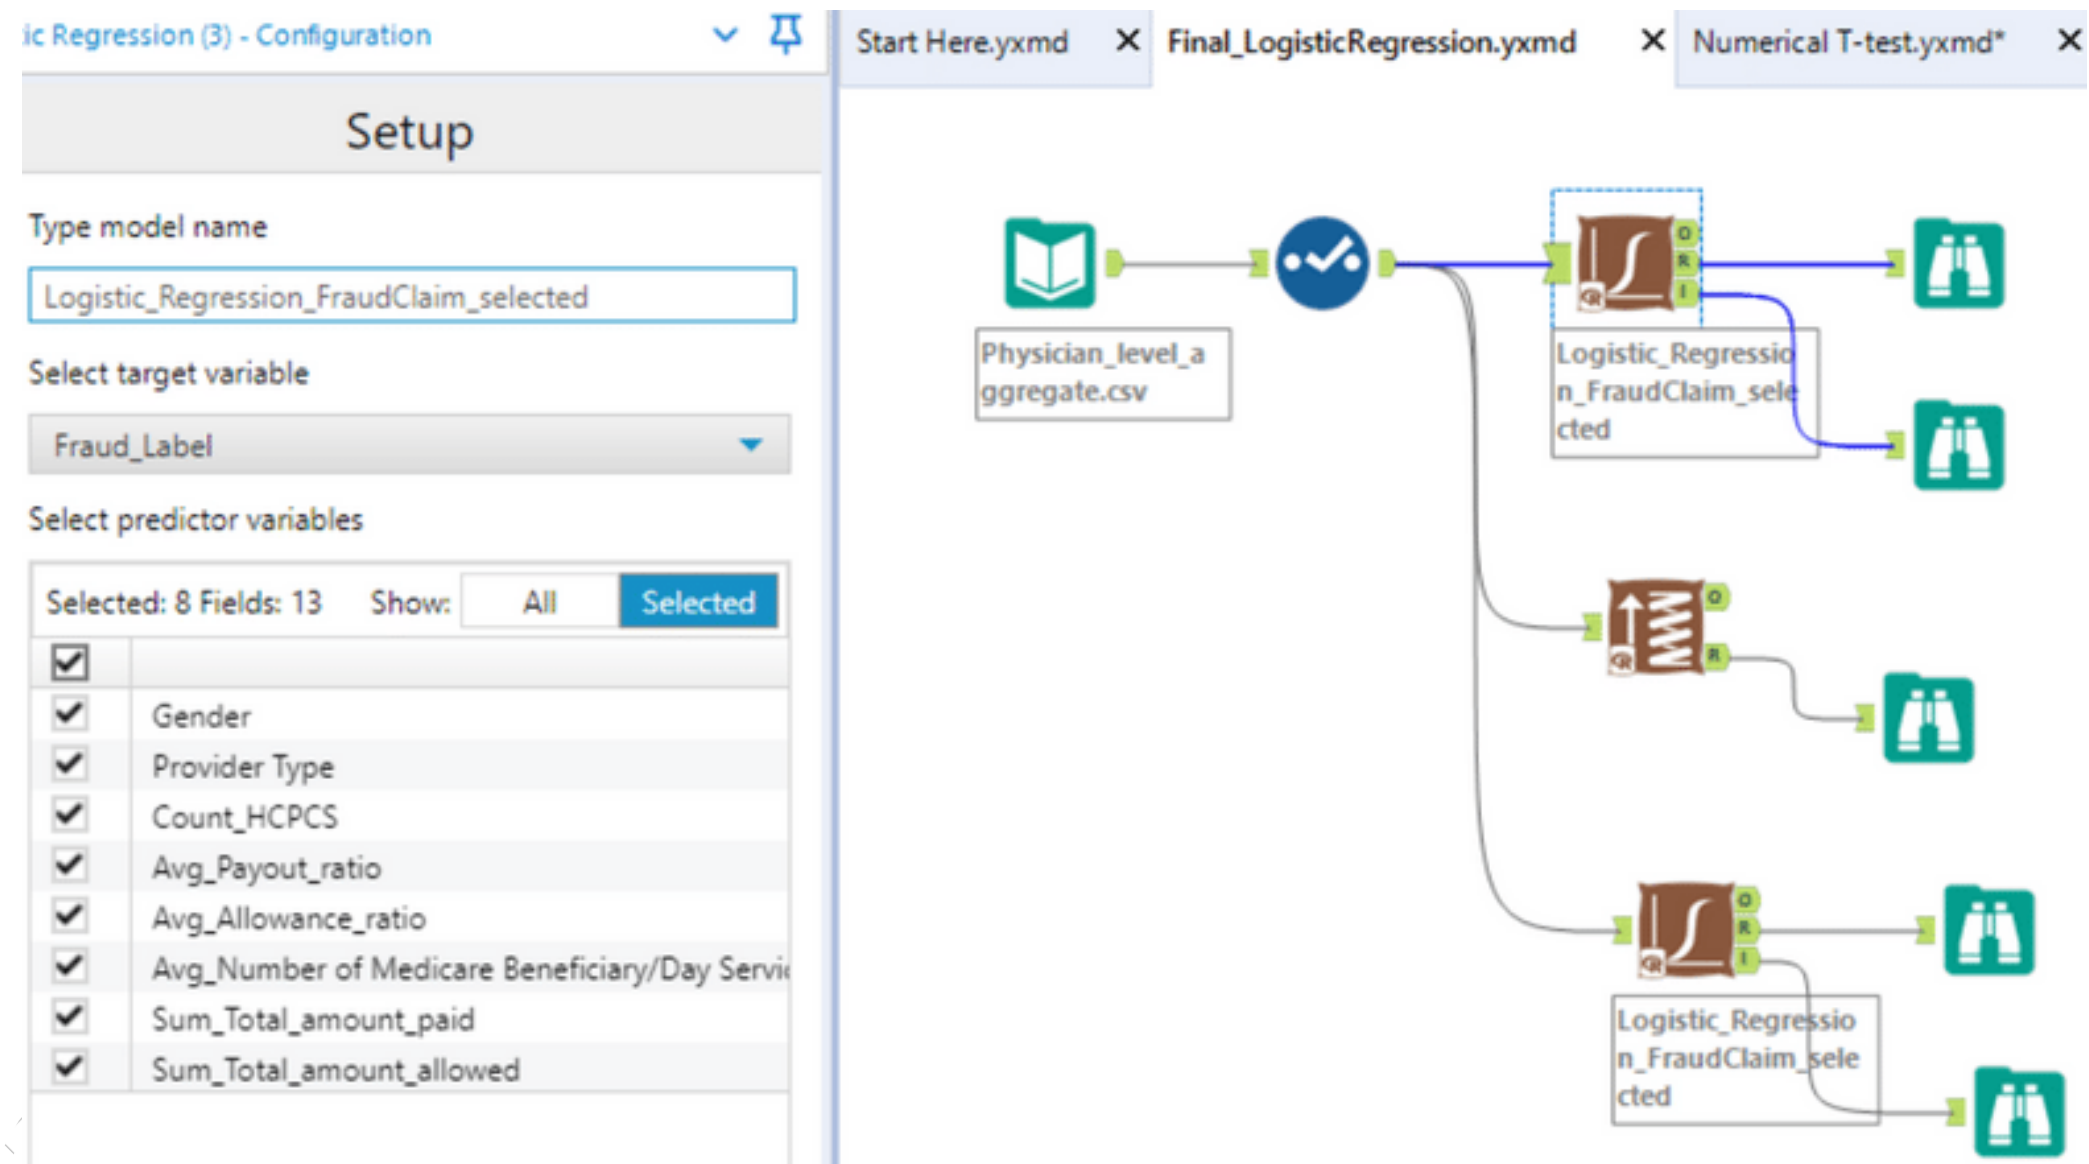 ic Regression (3) - Configuration
Setup
Type model name
Logistic_Regression_FraudClaim_selected
Select target variable
Fraud_Label
Select predictor variables
Selected: 8 Fields: 13 Show: All Selected
Gender
Provider Type
Count_HCPCS
Avg_Payout_ratio
Avg_Allowance_ratio
Avg_Number of Medicare Beneficiary/Day Servic
Sum_Total_amount_paid
Sum_Total_amount_allowed
Start Here.yxmd X Final_LogisticRegression.yxmd X Numerical T-test.yxmd* X
Physician_level_a
ggregate.csv
O
R
I
Logistic_Regressio
n_FraudClaim_sele
cted
O
R
O
R
I
Logistic_Regressio
n_FraudClaim_sele
cted